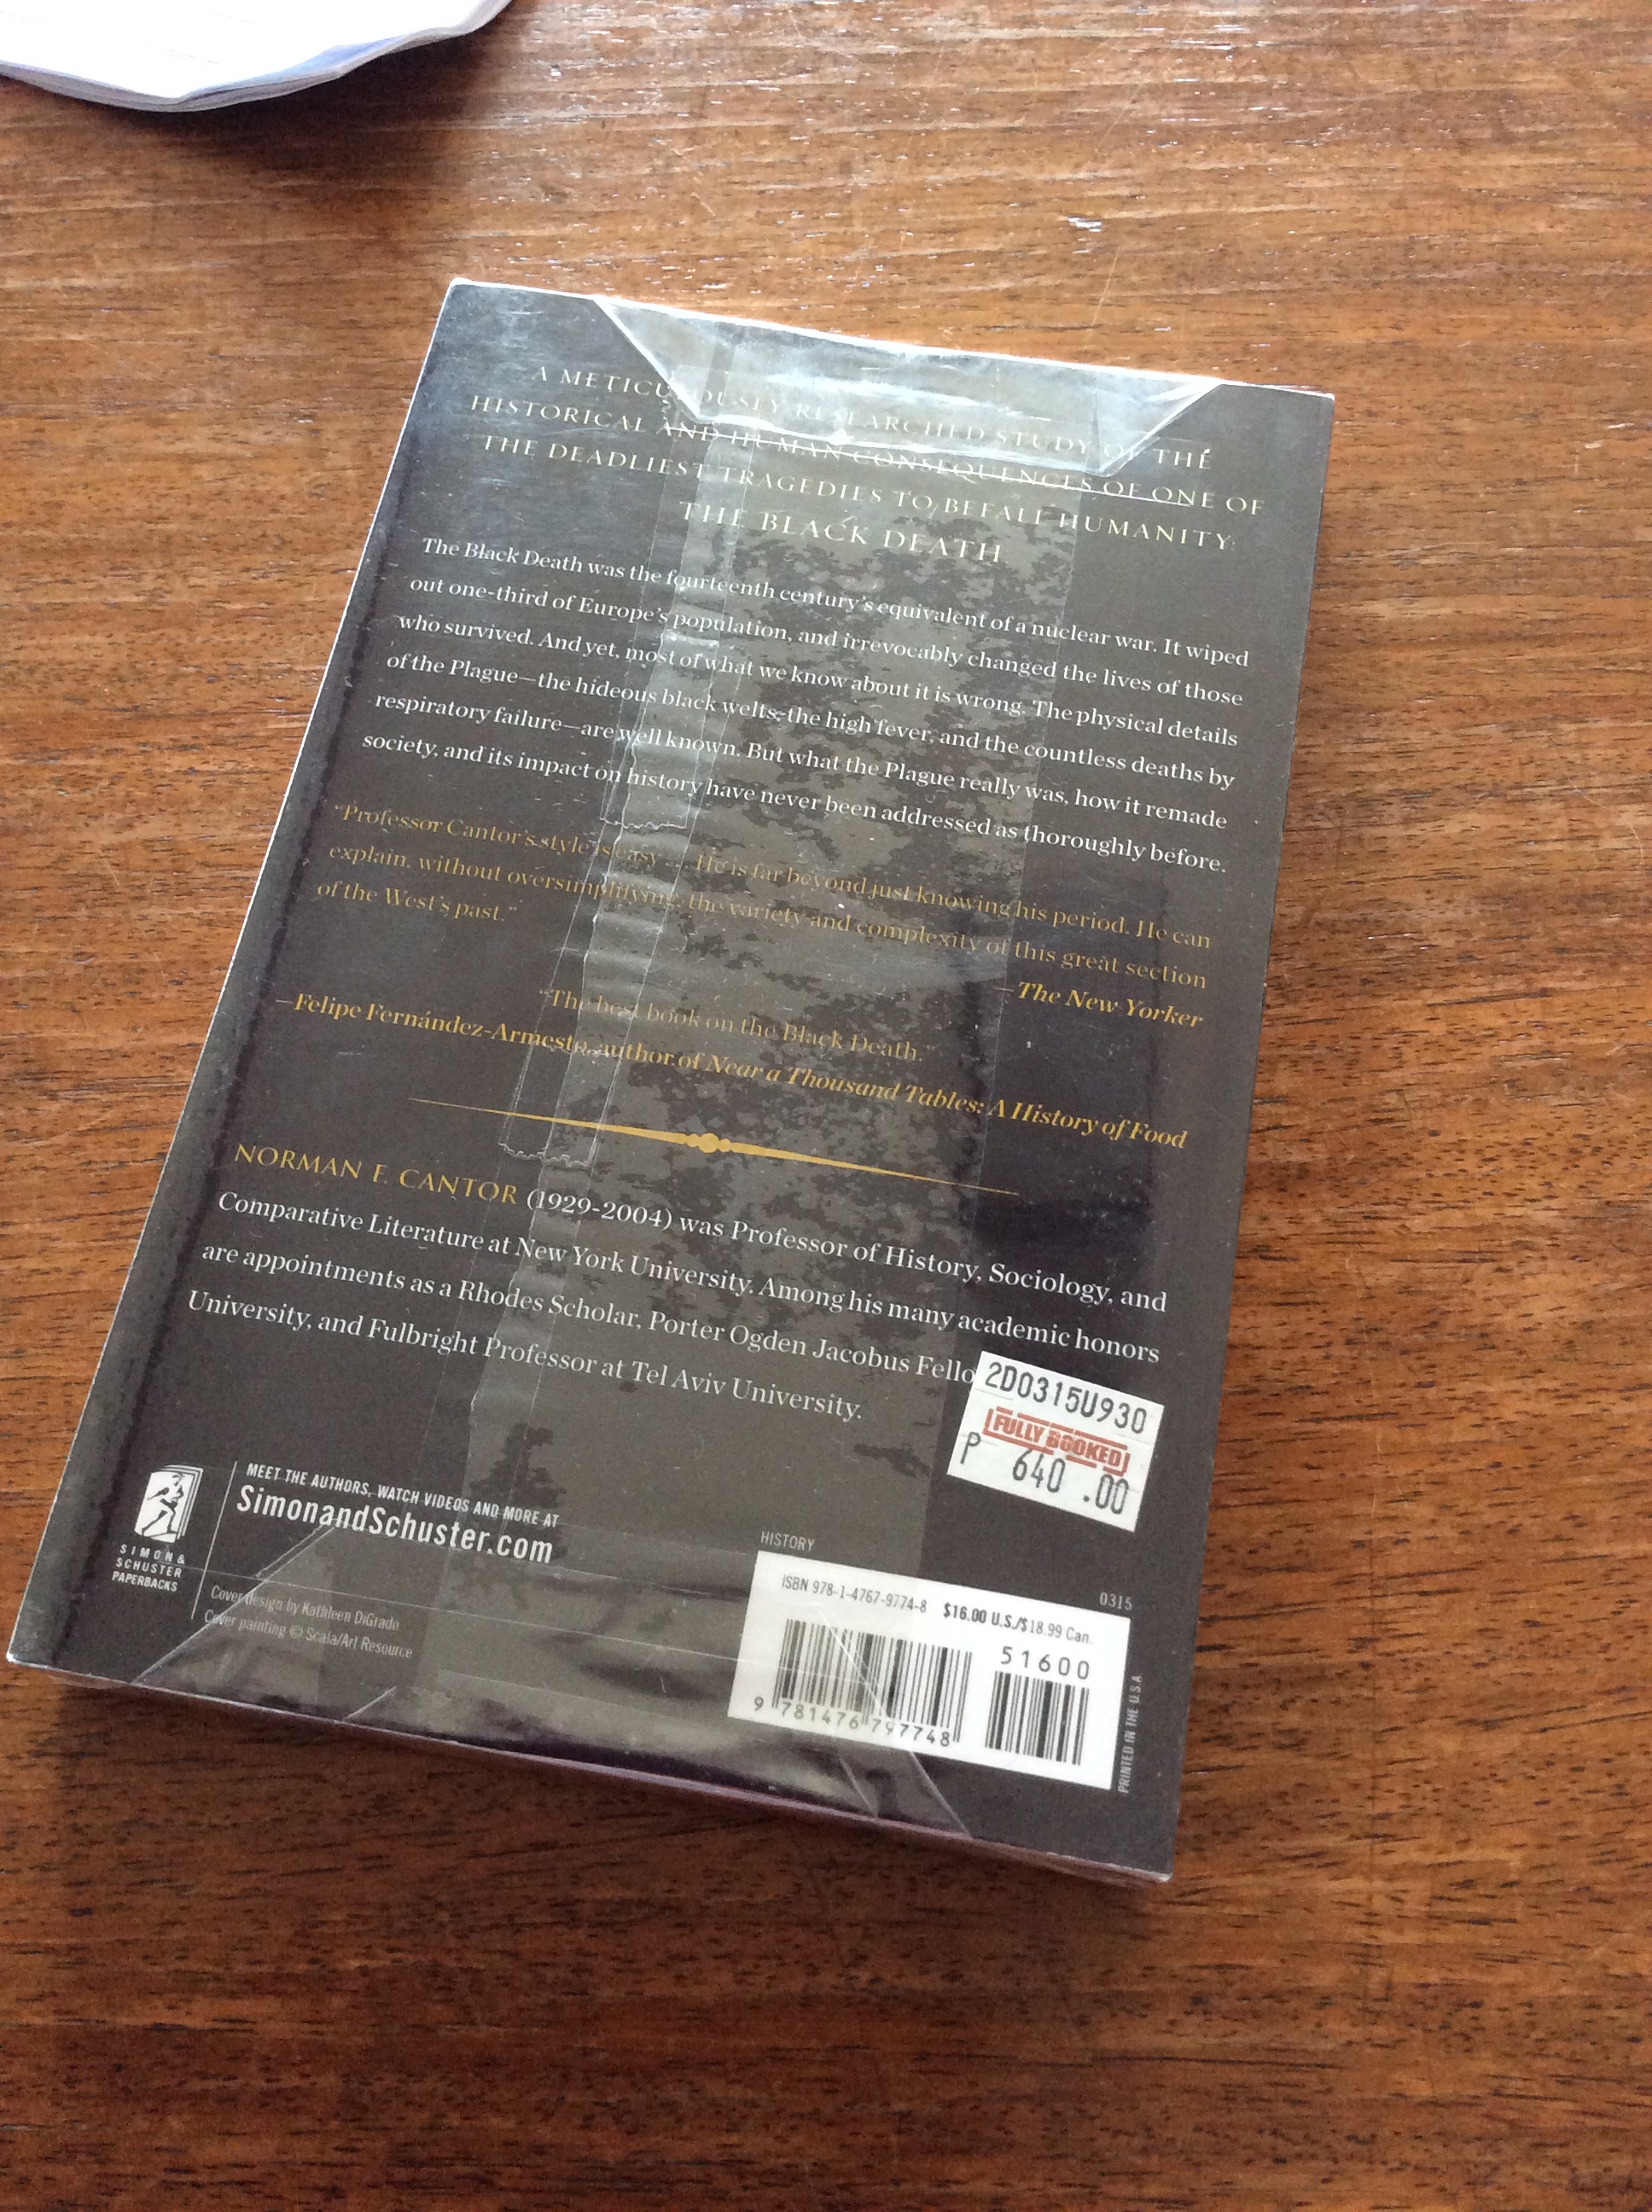 A METICULOUSLY RESEARCHED STUDY OF THE
HISTORICAL AND HUMAN CONSEQUENCES OF ONE OF
THE DEADLIEST TRAGEDIES TO BEFALL HUMANITY:
THE BLACK DEATH
The Black Death was the fourteenth century's equivalent of a nuclear war. It wiped
out one-third of Europe's population, and irrevocably changed the lives of those
who survived. And yet, most of what we know about it is wrong. The physical details
of the Plague—the hideous black welts, the high fever, and the countless deaths by
respiratory failure—are well known. But what the Plague really was, how it remade
society, and its impact on history have never been addressed as thoroughly before.
“Professor Cantor's style is easy . . . He is far beyond just knowing his period. He can
explain, without oversimplifying, the variety and complexity of this great section
of the West's past.”
—The New Yorker
“The best book on the Black Death.”
—Felipe Fernández-Armesto, author of Near a Thousand Tables: A History of Food
NORMAN F. CANTOR (1929-2004) was Professor of History, Sociology, and
Comparative Literature at New York University. Among his many academic honors
are appointments as a Rhodes Scholar, Porter Ogden Jacobus Fello
University, and Fulbright Professor at Tel Aviv University.
2D0315U930
FULLY BOOKED
P 640.00
MEET THE AUTHORS, WATCH VIDEOS AND MORE AT
SimonandSchuster.com
SIMON &
SCHUSTER
PAPERBACKS
Cover design by Kathleen DiGrado
Cover painting © Scala/Art Resource
HISTORY
0315
ISBN 978-1-4767-9774-8 $16.00 U.S./$18.99 Can.
51600
9 781476 797748
PRINTED IN THE U.S.A.